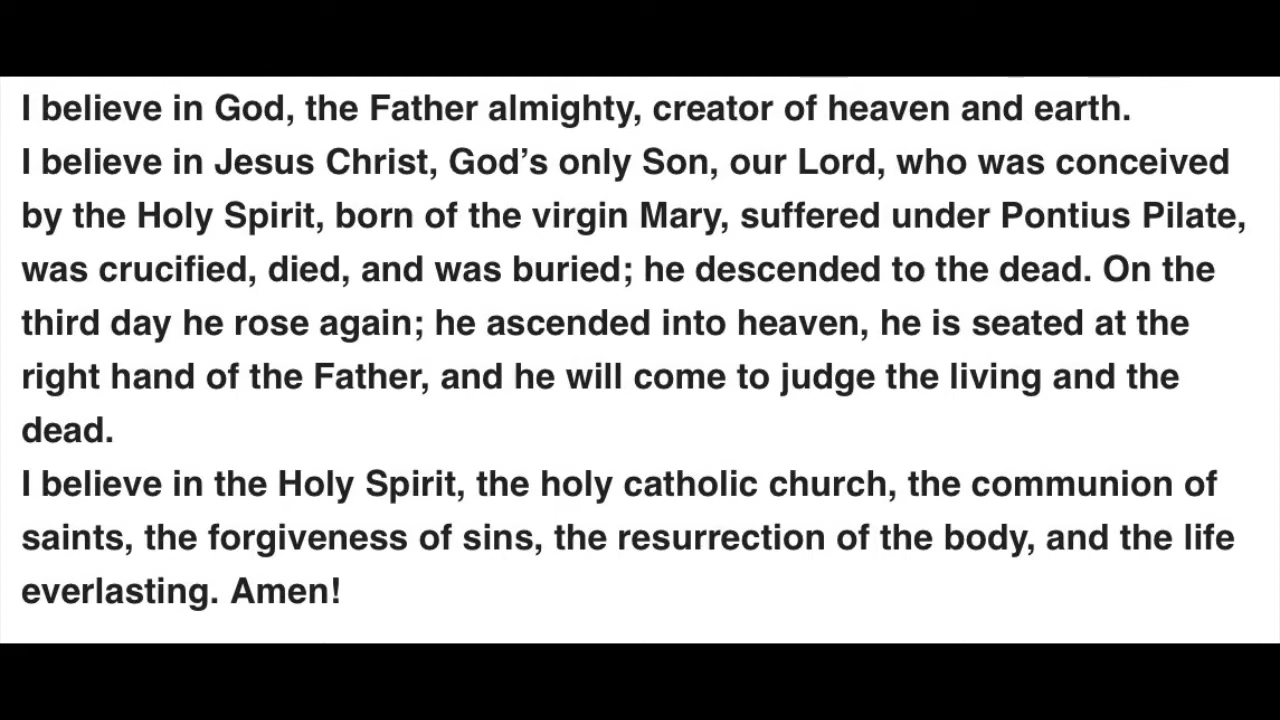 I believe in God, the Father almighty, creator of heaven and earth.
I believe in Jesus Christ, God’s only Son, our Lord, who was conceived
by the Holy Spirit, born of the virgin Mary, suffered under Pontius Pilate,
was crucified, died, and was buried; he descended to the dead. On the
third day he rose again; he ascended into heaven, he is seated at the
right hand of the Father, and he will come to judge the living and the
dead.
I believe in the Holy Spirit, the holy catholic church, the communion of
saints, the forgiveness of sins, the resurrection of the body, and the life
everlasting. Amen!